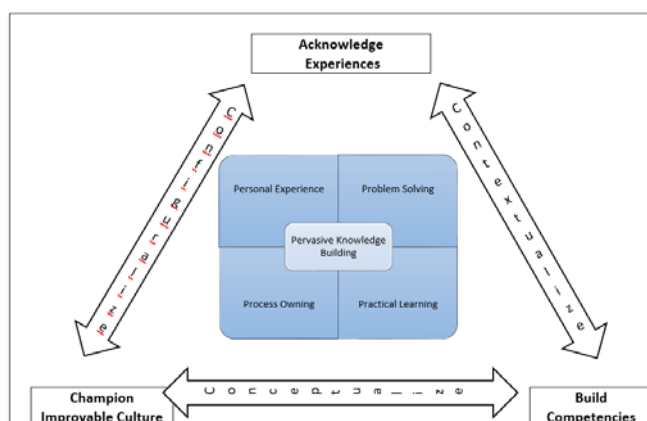 Acknowledge
Experiences
Configuralize
Contextualize
Personal Experience
Problem Solving
Pervasive Knowledge
Building
Process Owning
Practical Learning
Conceptualize
Champion
Improvable Culture
Build
Competencies